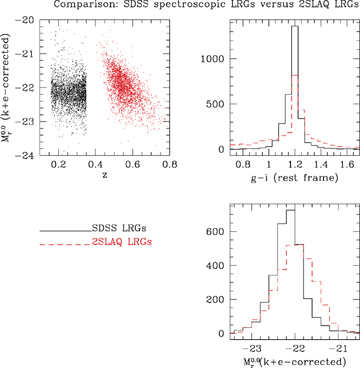 Comparison: SDSS spectroscopic LRGs versus 2SLAQ LRGs
-20
-21
-22
-23
-24
M_r^0.0 (k+e-corrected)
0.2 0.4 0.6 0.8
z
1000
500
0
0.8 1 1.2 1.4 1.6
g-i (rest frame)
SDSS LRGs
2SLAQ LRGs
600
400
200
0
-23 -22 -21
M_r^0.0(k+e-corrected)